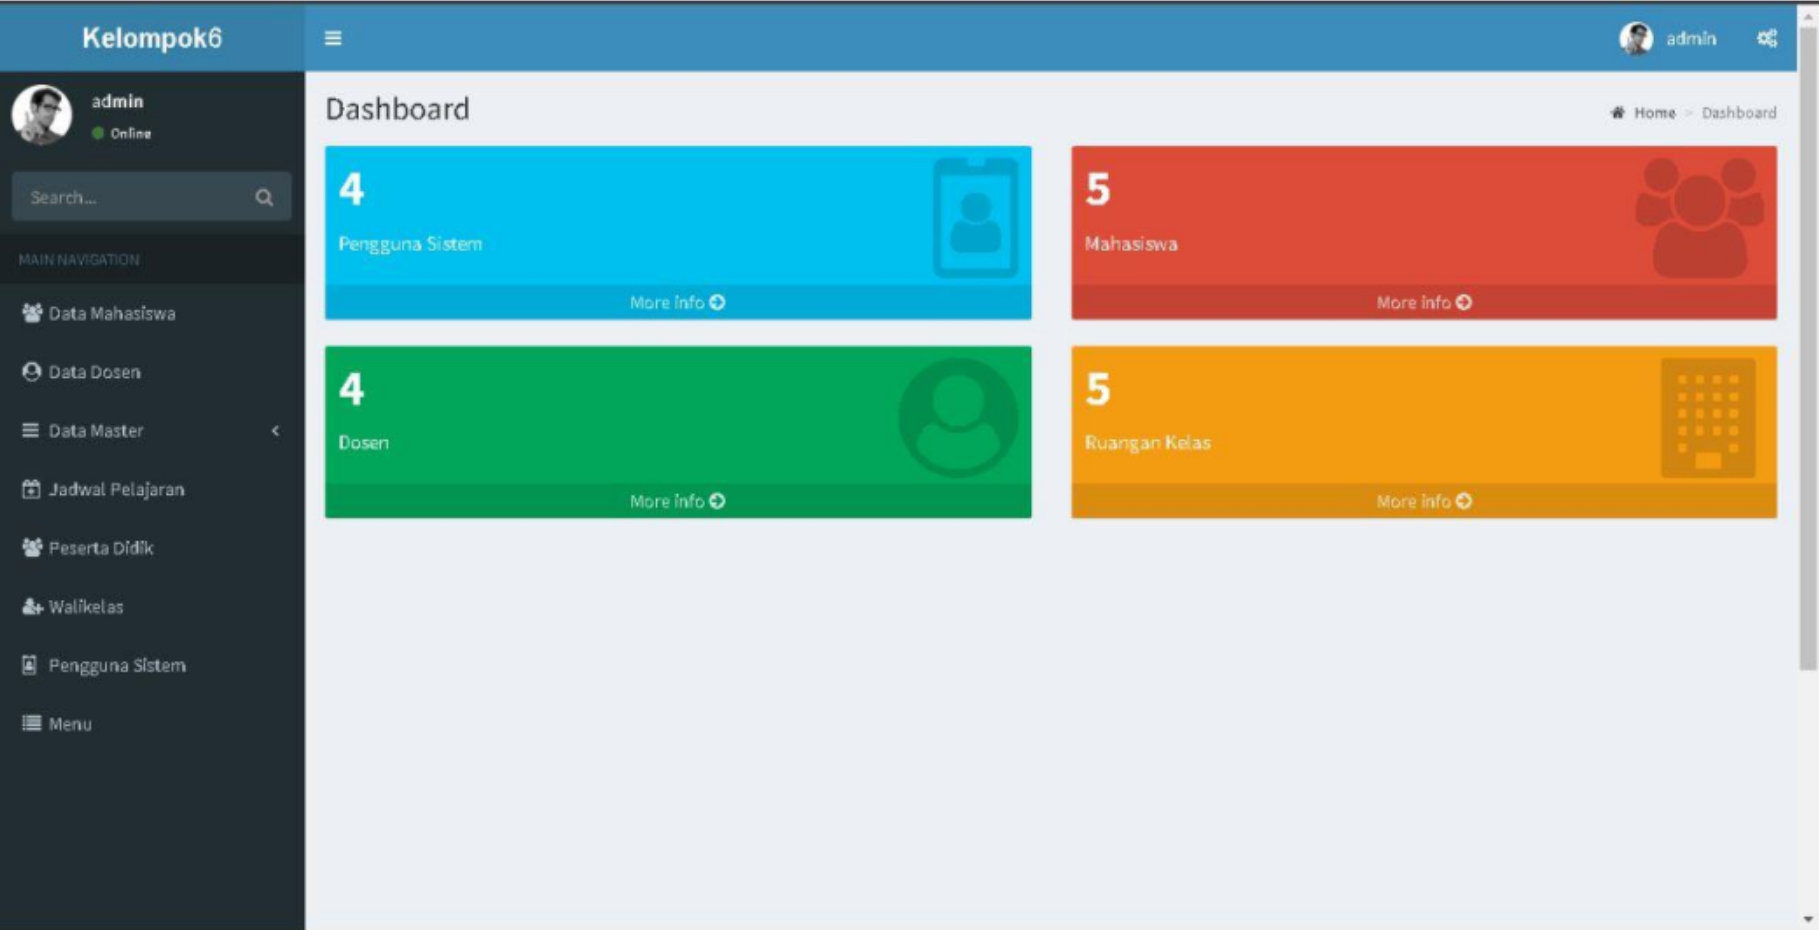 Kelompok6
admin
admin
Online
Search...
MAIN NAVIGATION
Data Mahasiswa
Data Dosen
Data Master
Jadwal Pelajaran
Peserta Didik
Walikelas
Pengguna Sistem
Menu
Dashboard
Home > Dashboard
4
Pengguna Sistem
More info
5
Mahasiswa
More info
4
Dosen
More info
5
Ruangan Kelas
More info